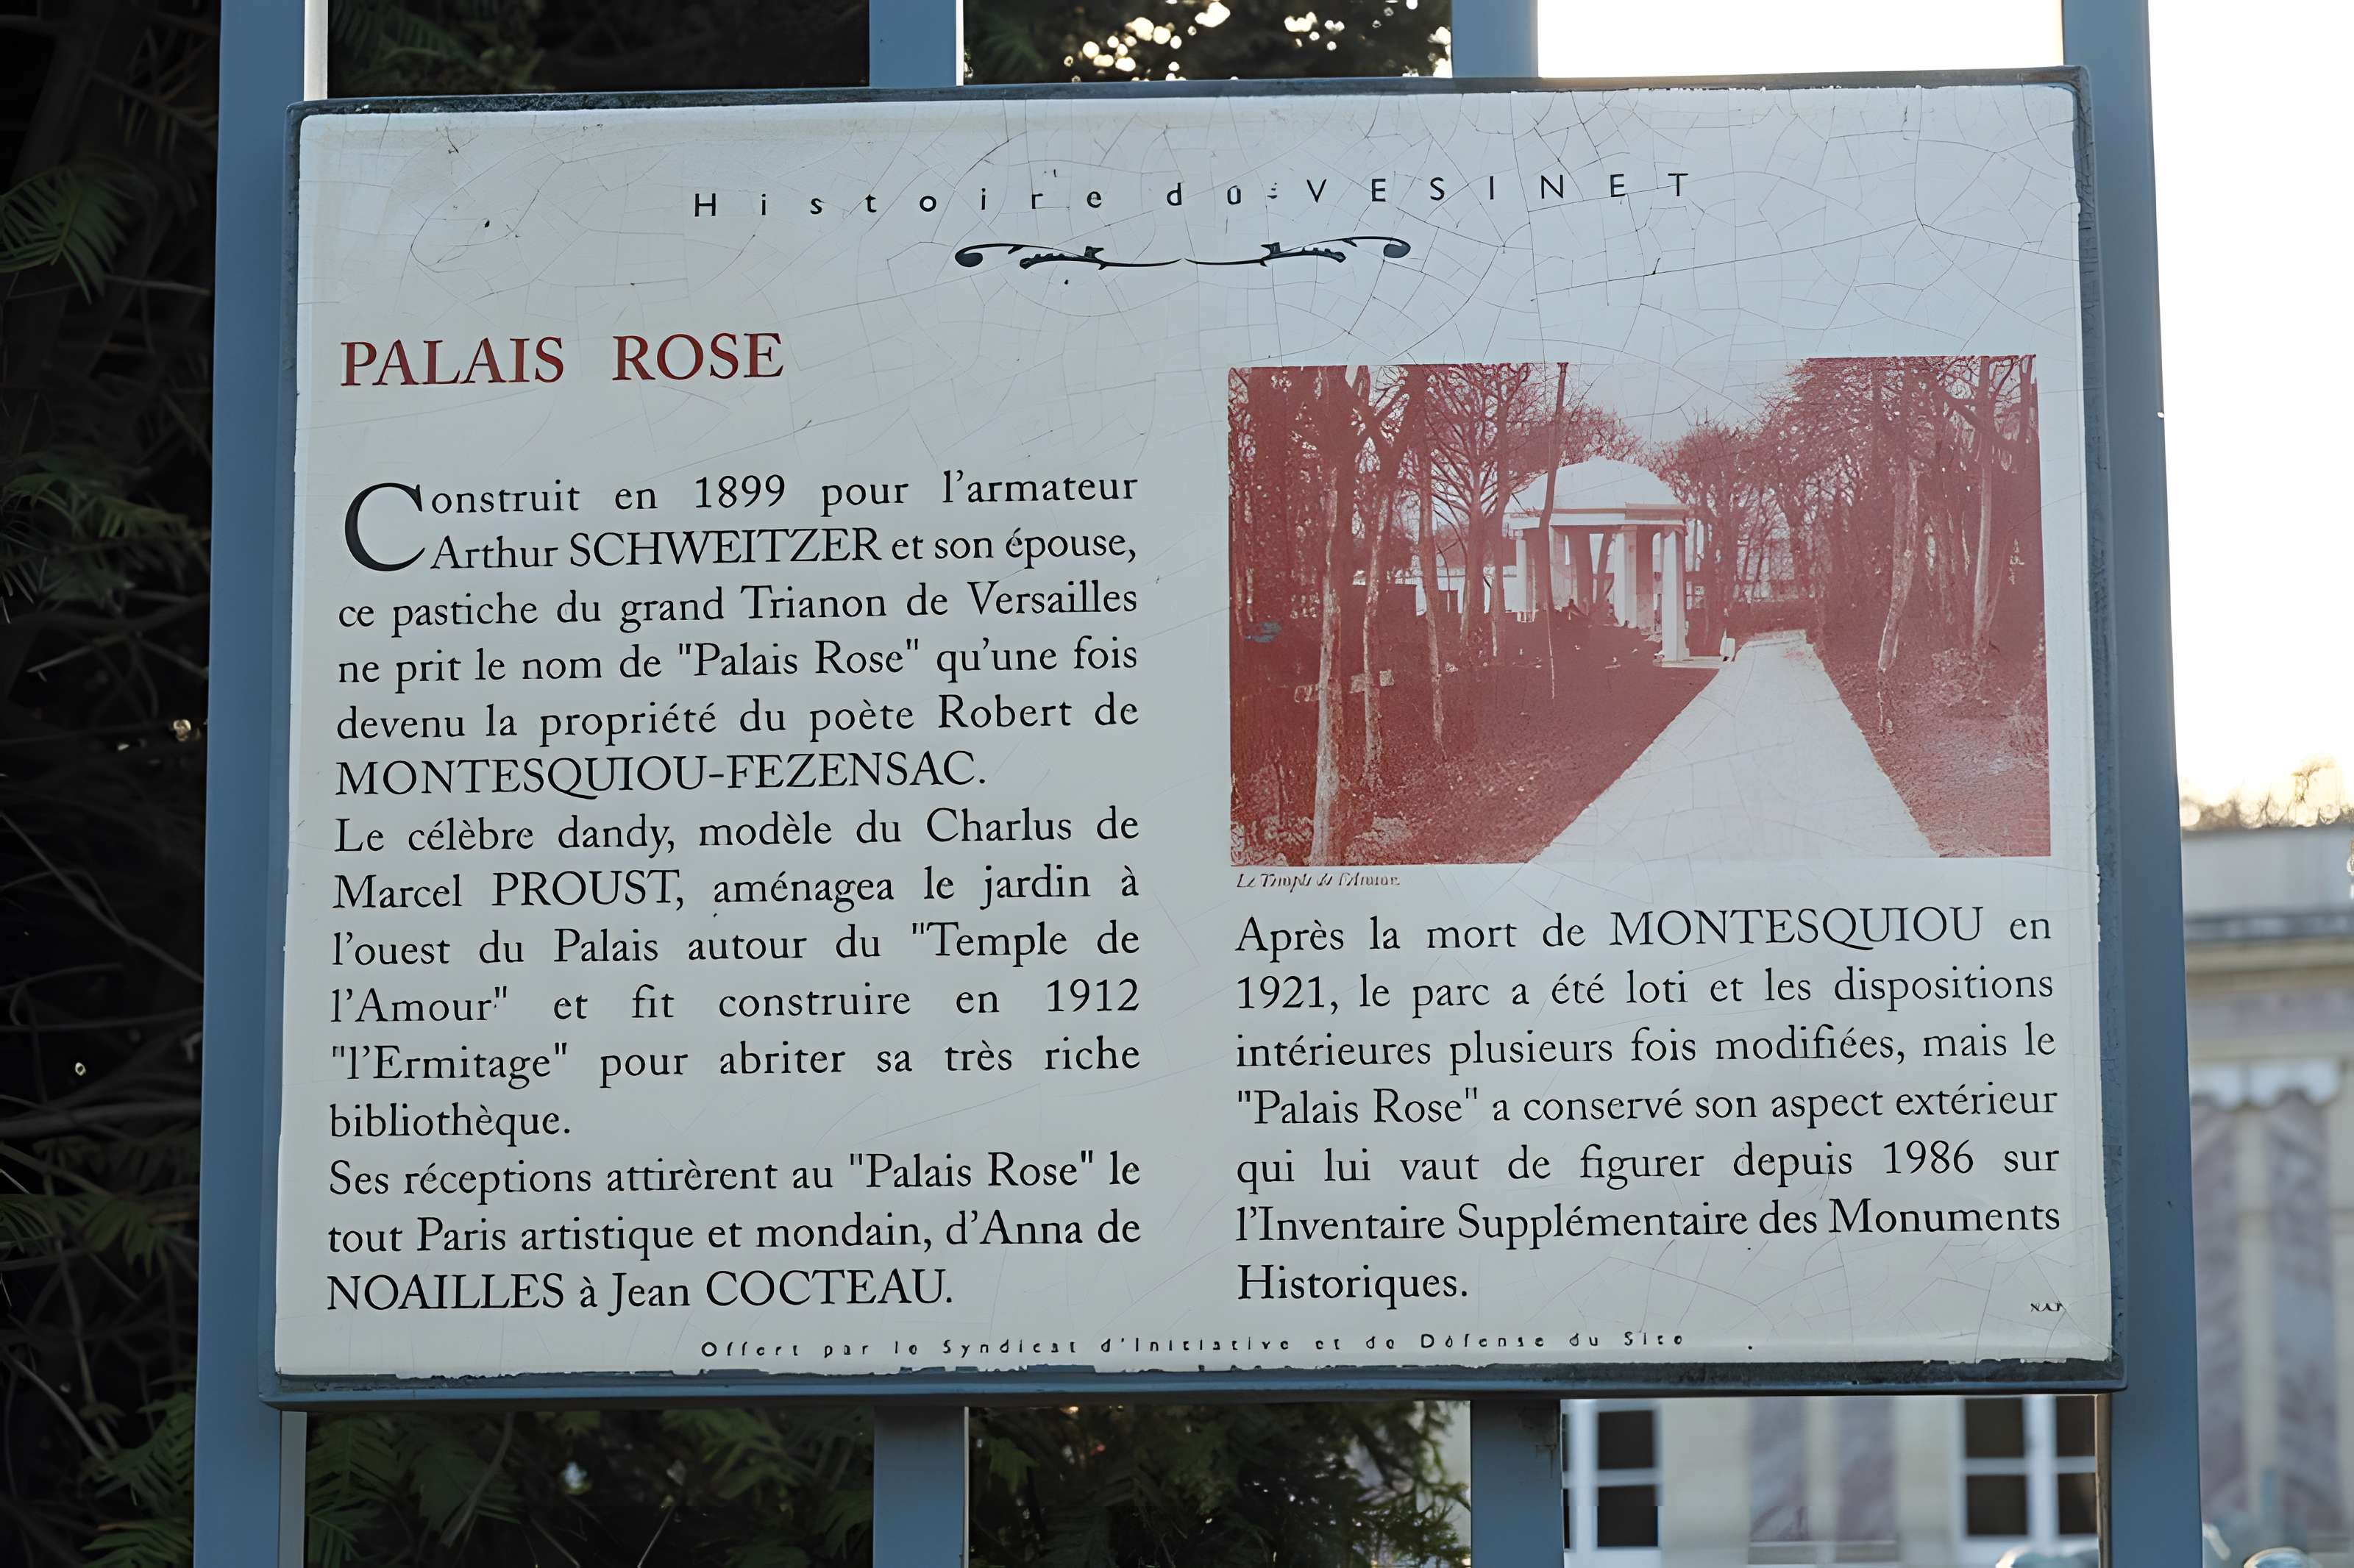 Histoire du VESINET
PALAIS ROSE
Construit en 1899 pour l'armateur
Arthur SCHWEITZER et son épouse,
ce pastiche du grand Trianon de Versailles
ne prit le nom de "Palais Rose" qu'une fois
devenu la propriété du poète Robert de
MONTESQUIOU-FEZENSAC.
Le célèbre dandy, modèle du Charlus de
Marcel PROUST, aménagea le jardin à
l'ouest du Palais autour du "Temple de
l'Amour" et fit construire en 1912
"l'Ermitage" pour abriter sa très riche
bibliothèque.
Ses réceptions attirèrent au "Palais Rose" le
tout Paris artistique et mondain, d'Anna de
NOAILLES à Jean COCTEAU.
Le Temple de l'Amour
Après la mort de MONTESQUIOU en
1921, le parc a été loti et les dispositions
intérieures plusieurs fois modifiées, mais le
"Palais Rose" a conservé son aspect extérieur
qui lui vaut de figurer depuis 1986 sur
l'Inventaire Supplémentaire des Monuments
Historiques.
Offert par le Syndicat d'Initiative et de Défense du Site